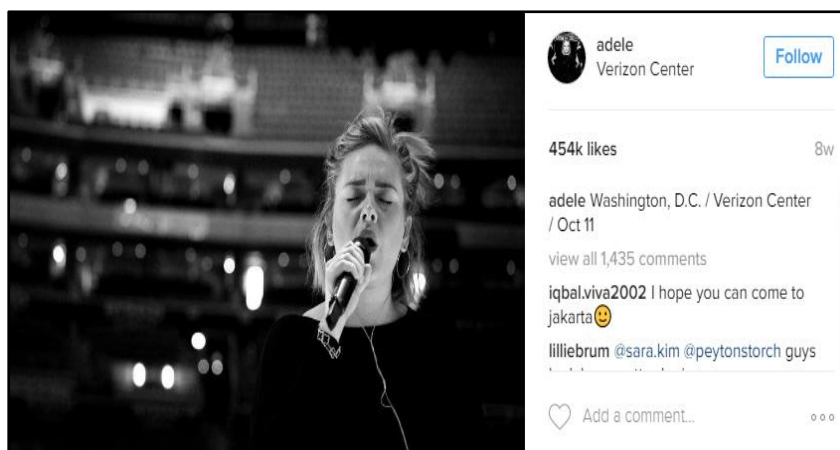 adele
Verizon Center
Follow
454k likes
8w
adele Washington, D.C. / Verizon Center
/ Oct 11
view all 1,435 comments
iqbal.viva2002 I hope you can come to
jakarta🙂
lilliebrum @sara.kim @peytonstorch guys
Add a comment...